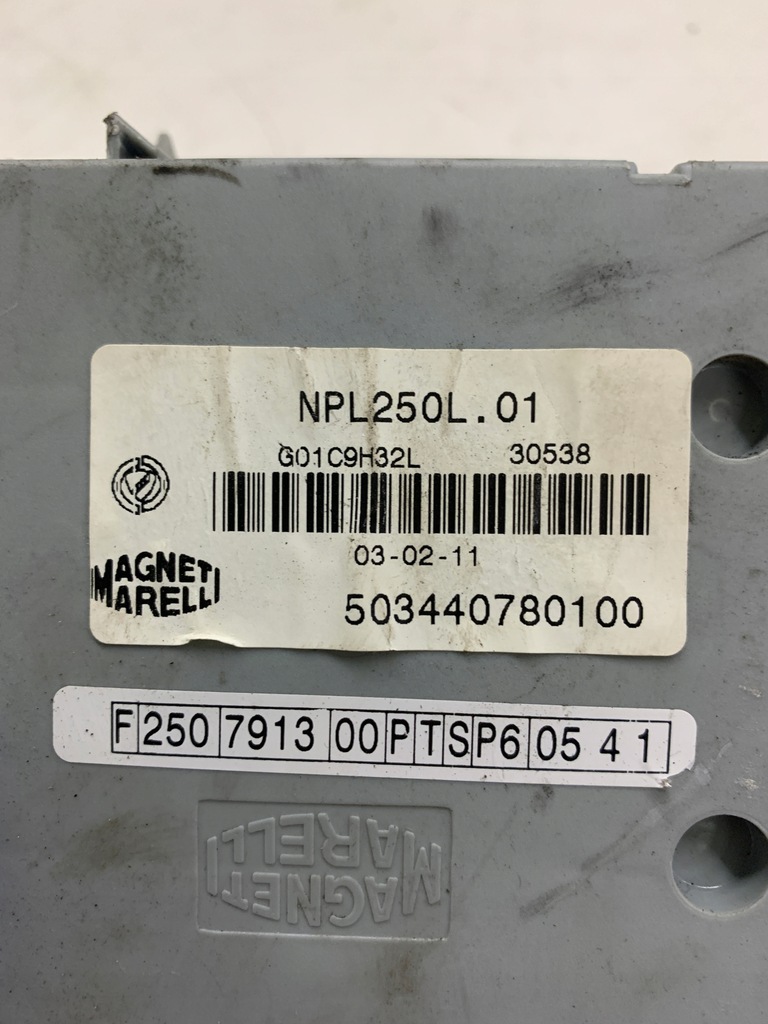 NPL250L.01
G01C9H32L 30538
03-02-11
MAGNETI
MARELLI
503440780100
F 250 7913 00 P T S P6 05 4 1
MAGNETI
MARELLI